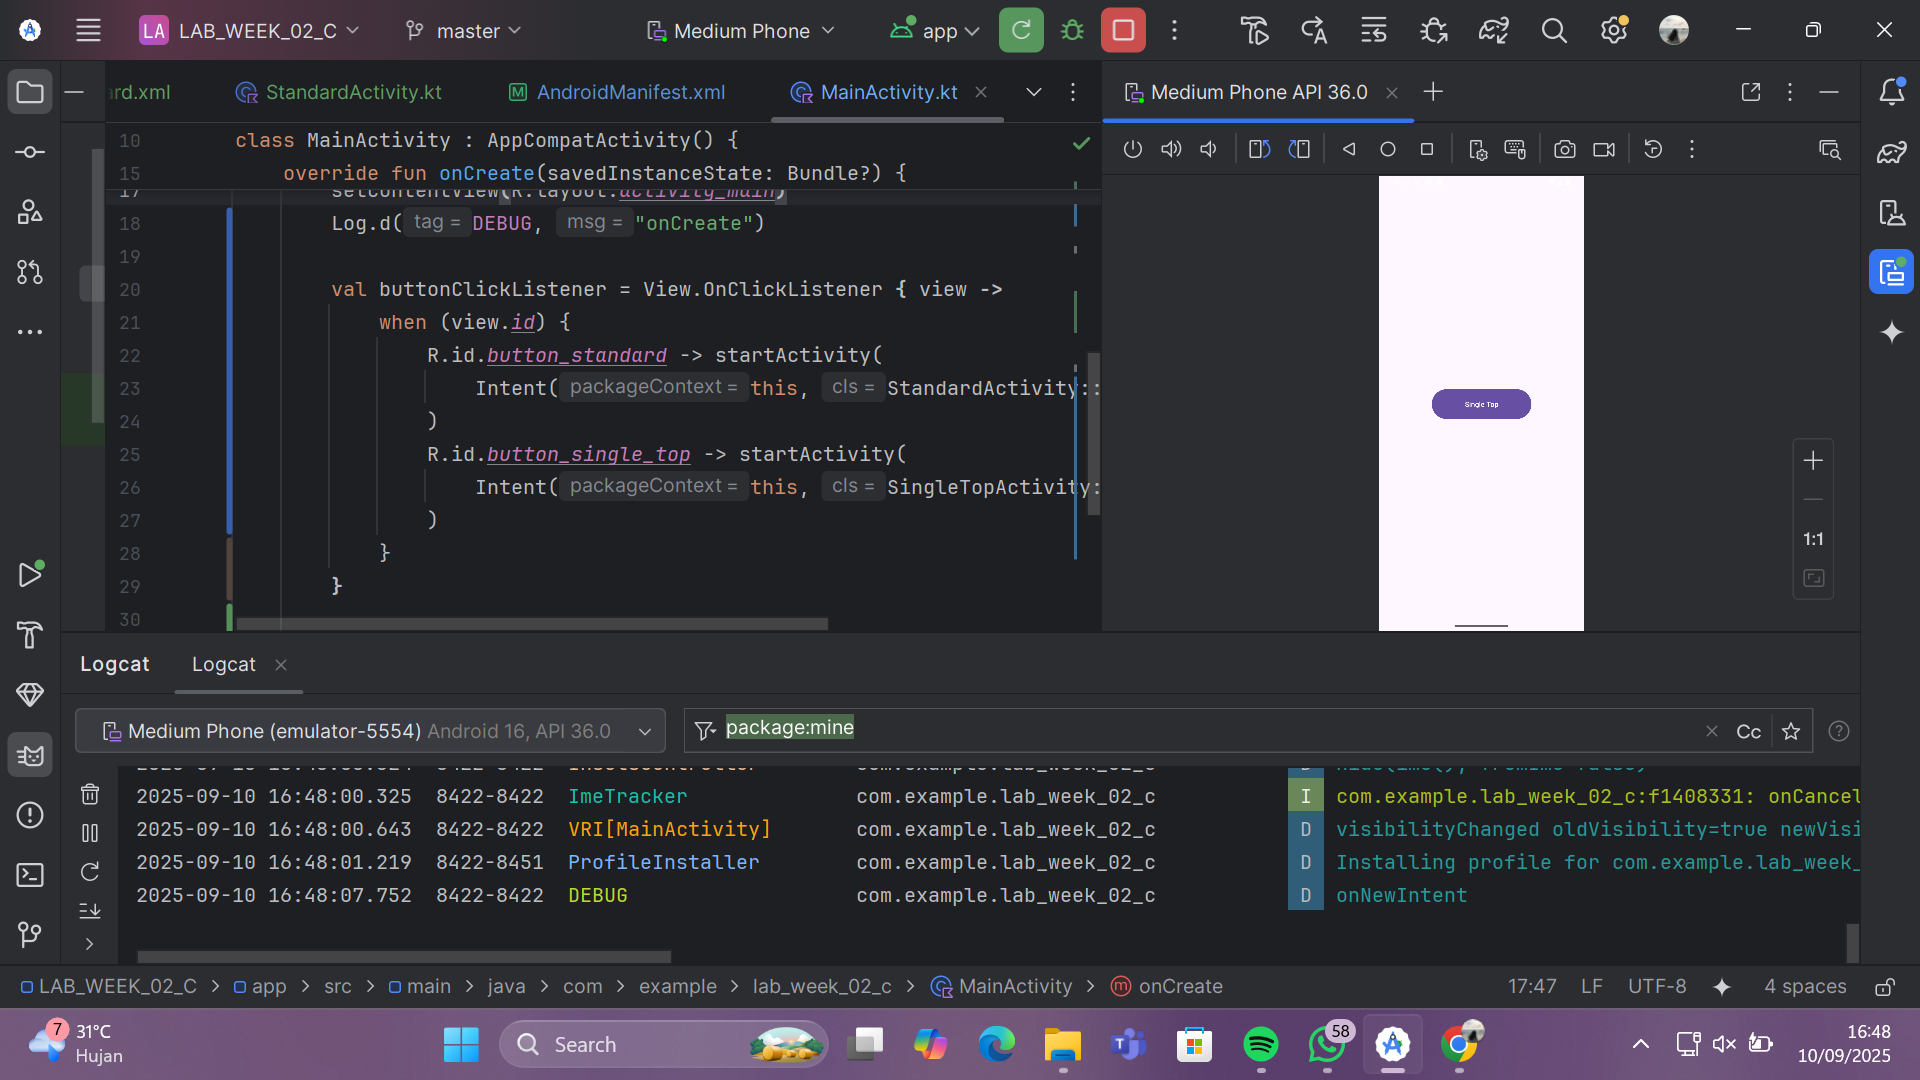 LA LAB_WEEK_02_C master Medium Phone app
ard.xml StandardActivity.kt AndroidManifest.xml MainActivity.kt
Medium Phone API 36.0
10 class MainActivity : AppCompatActivity() {
15 override fun onCreate(savedInstanceState: Bundle?) {
17 setContentView(R.layout.activity_main)
18 Log.d( tag = DEBUG, msg = "onCreate")
19
20 val buttonClickListener = View.OnClickListener { view ->
21 when (view.id) {
22 R.id.button_standard -> startActivity(
23 Intent( packageContext = this, cls = StandardActivity::
24 )
25 R.id.button_single_top -> startActivity(
26 Intent( packageContext = this, cls = SingleTopActivity:
27 )
28 }
29 }
30
Single Top
1:1
Logcat Logcat
Medium Phone (emulator-5554) Android 16, API 36.0
package:mine
Cc
2025-09-10 16:48:00.325 8422-8422 ImeTracker com.example.lab_week_02_c I com.example.lab_week_02_c:f1408331: onCancel
2025-09-10 16:48:00.643 8422-8422 VRI[MainActivity] com.example.lab_week_02_c D visibilityChanged oldVisibility=true newVisi
2025-09-10 16:48:01.219 8422-8451 ProfileInstaller com.example.lab_week_02_c D Installing profile for com.example.lab_week_
2025-09-10 16:48:07.752 8422-8422 DEBUG com.example.lab_week_02_c D onNewIntent
LAB_WEEK_02_C > app > src > main > java > com > example > lab_week_02_c > MainActivity > m onCreate
17:47 LF UTF-8 4 spaces
7 31°C
Hujan
Search
58
16:48
10/09/2025